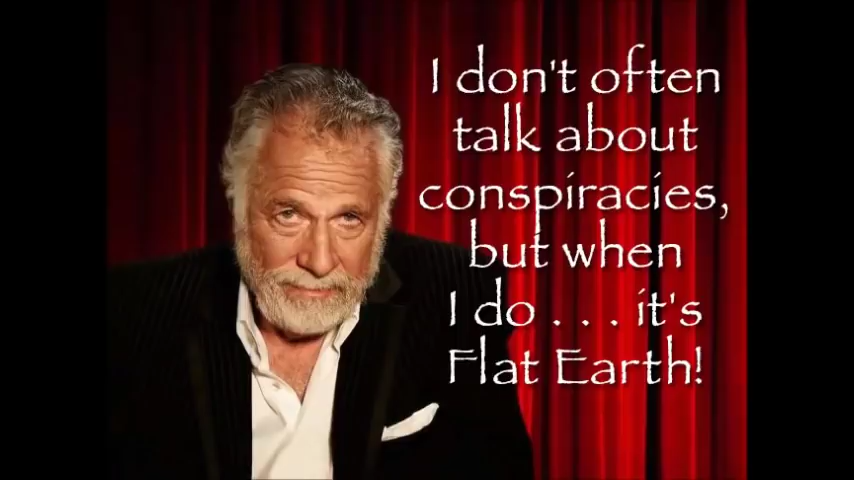 I don't often
talk about
conspiracies,
but when
I do . . . it's
Flat Earth!